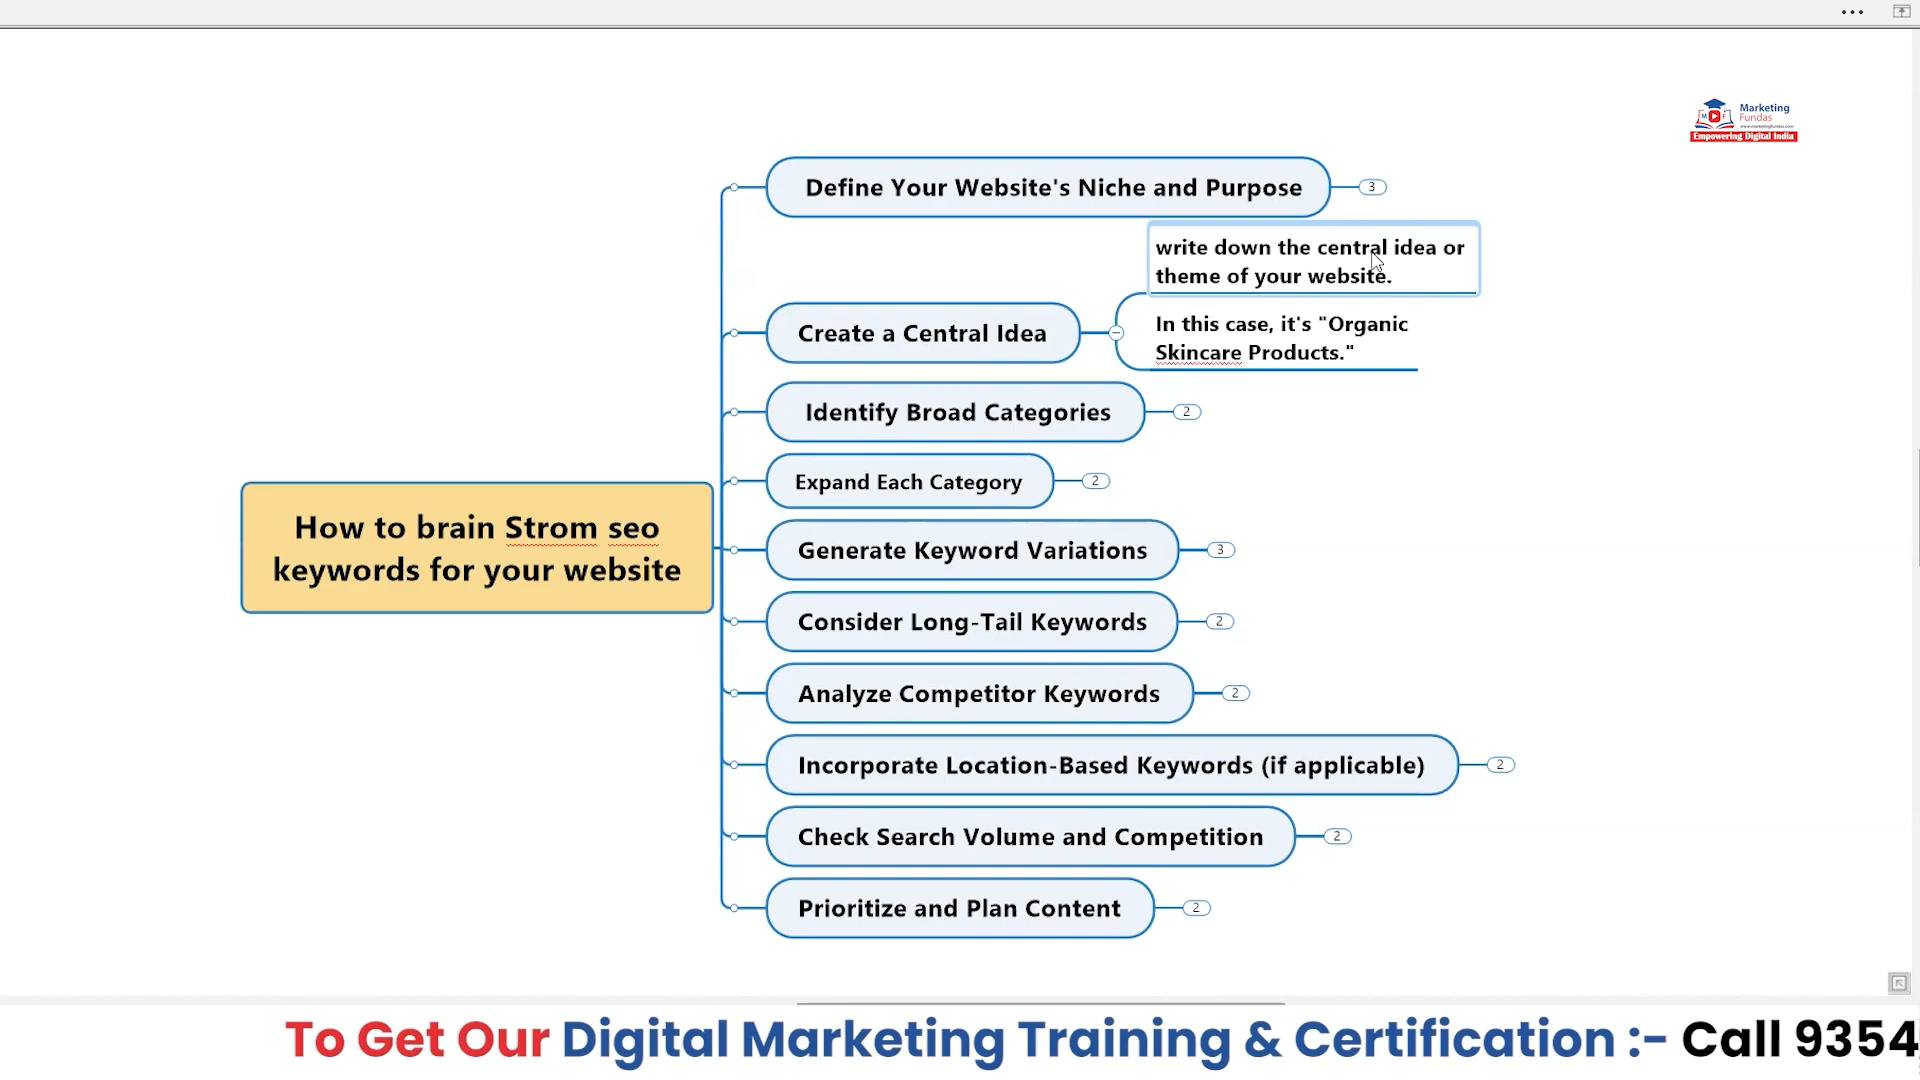 Marketing
Fundas
www.marketingfundas.com
Empowering Digital India
Define Your Website's Niche and Purpose
3
write down the central idea or
theme of your website.
Create a Central Idea
In this case, it's "Organic
Skincare Products."
Identify Broad Categories
2
Expand Each Category
2
How to brain Strom seo
keywords for your website
Generate Keyword Variations
3
Consider Long-Tail Keywords
2
Analyze Competitor Keywords
2
Incorporate Location-Based Keywords (if applicable)
2
Check Search Volume and Competition
2
Prioritize and Plan Content
2
To Get Our Digital Marketing Training & Certification :- Call 9354